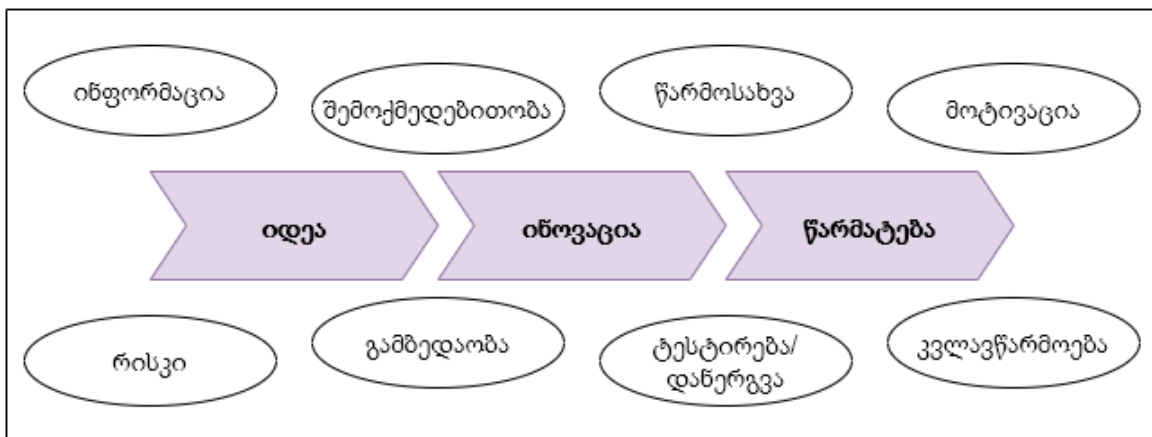 ინფორმაცია
შემოქმედებითობა
წარმოსახვა
მოტივაცია
იდეა
ინოვაცია
წარმატება
რისკი
გამბედაობა
ტესტირება/
დანერგვა
კვლავწარმოება